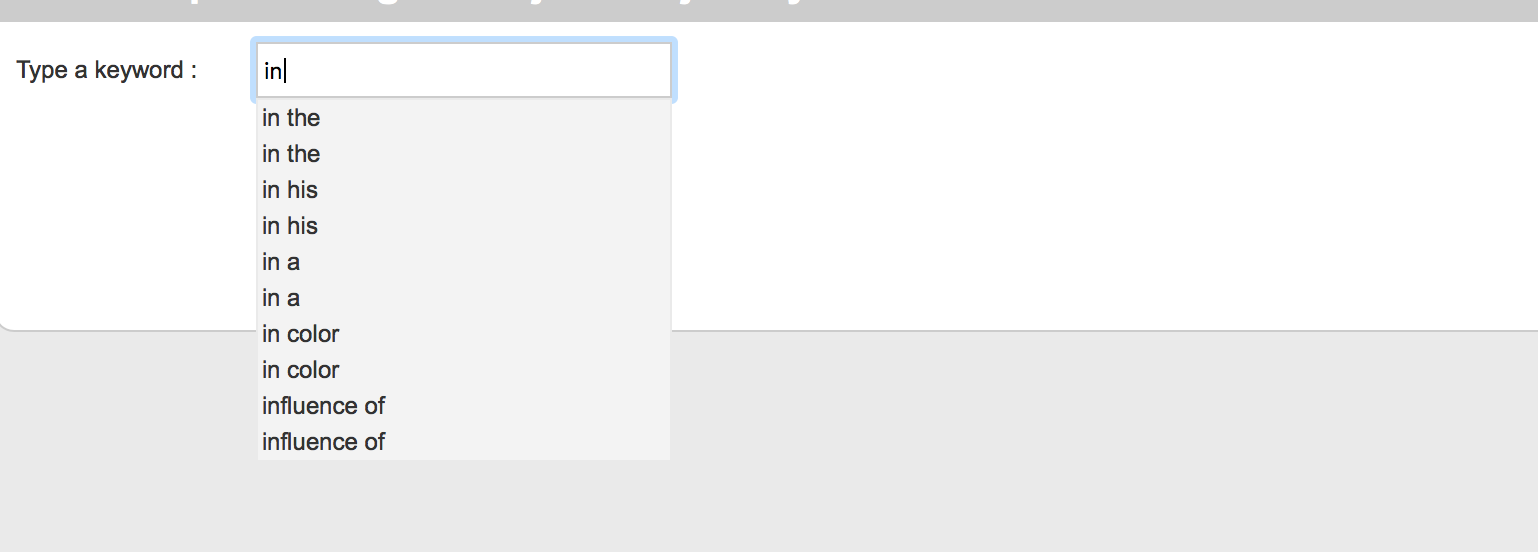 Type a keyword : in
in the
in the
in his
in his
in a
in a
in color
in color
influence of
influence of